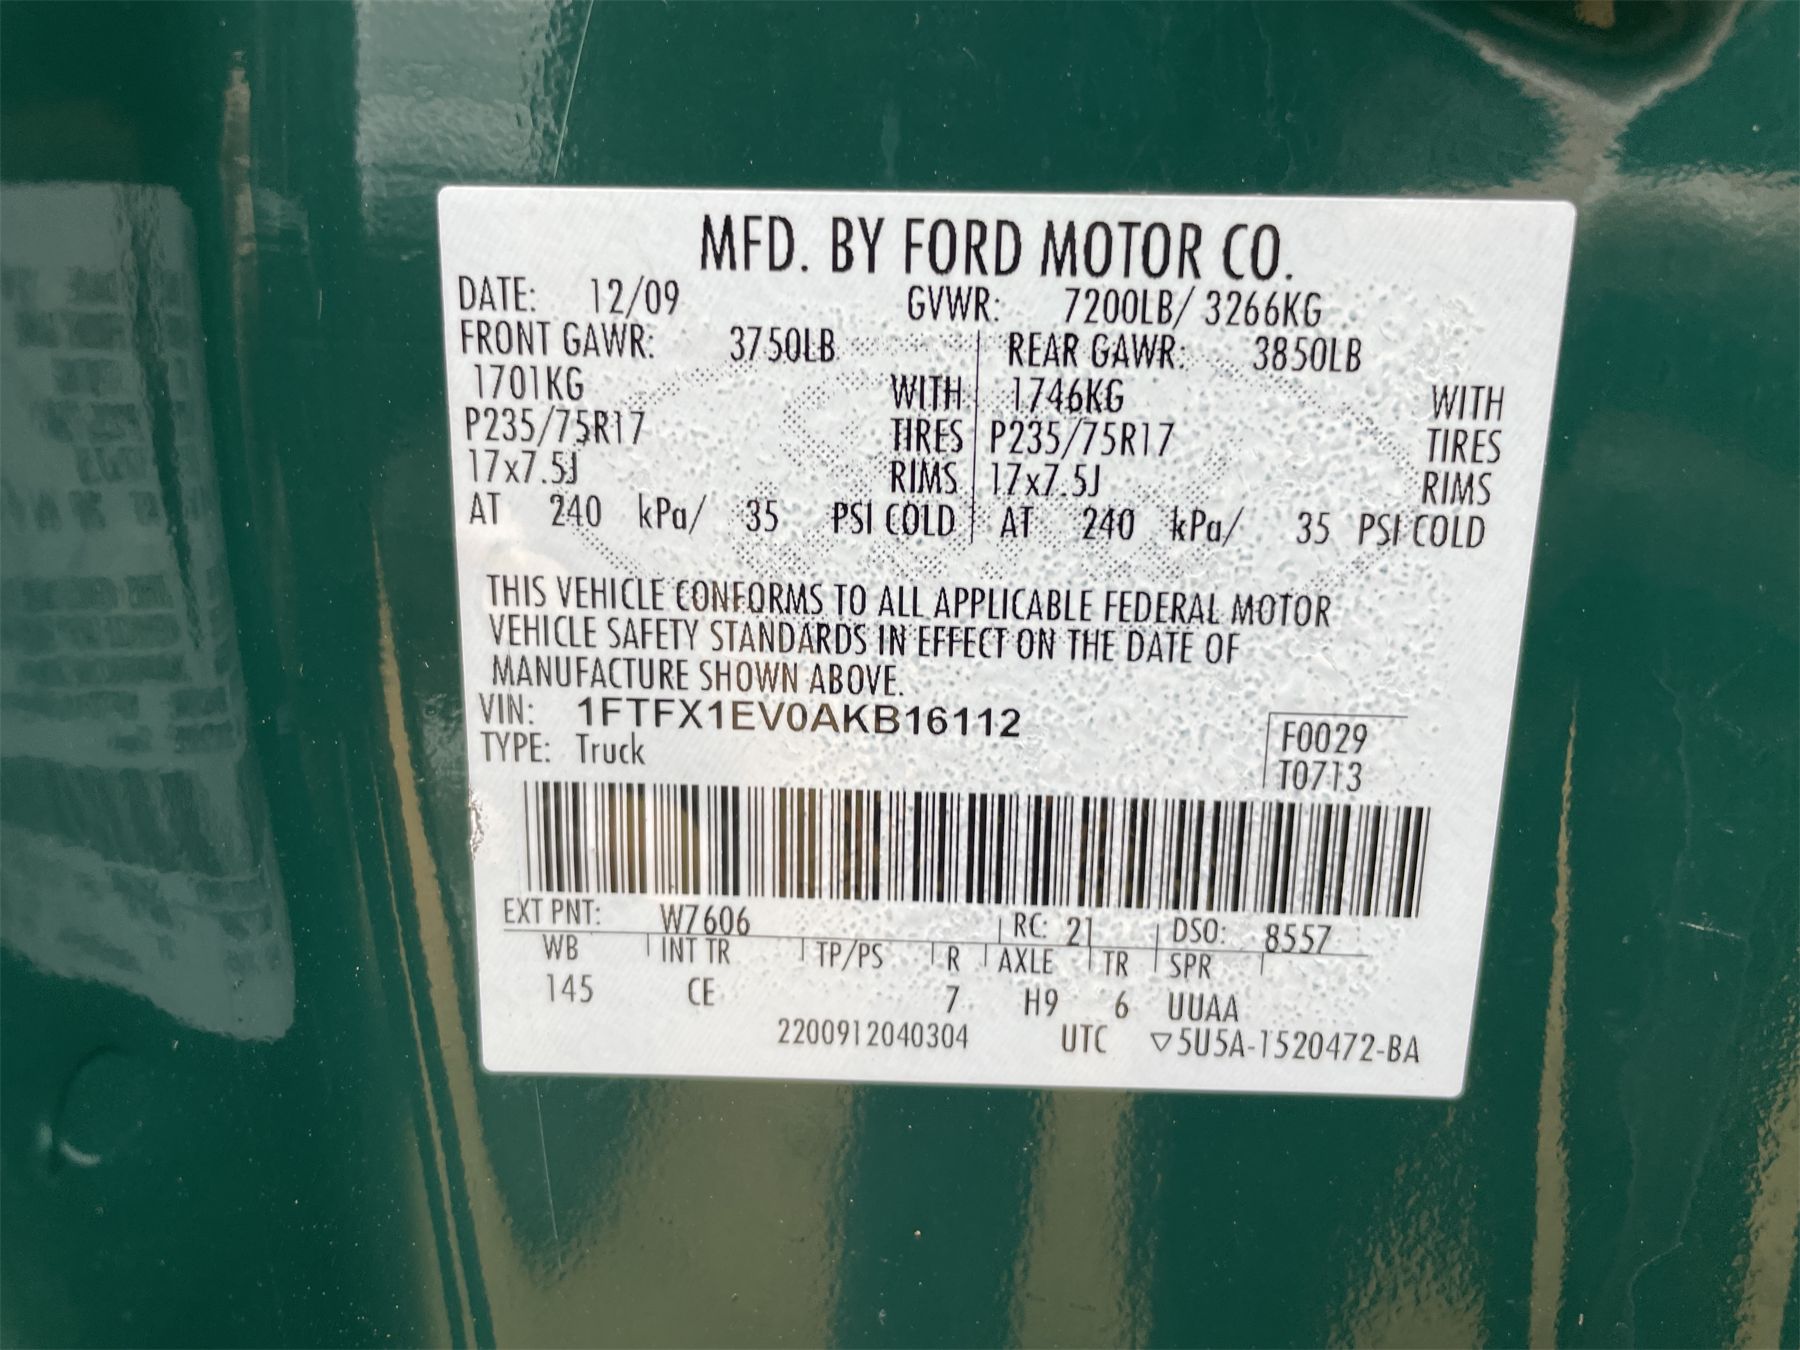 MFD. BY FORD MOTOR CO.
DATE: 12/09 GVWR: 7200LB/ 3266KG
FRONT GAWR: 3750LB REAR GAWR: 3850LB
1701KG WITH 1746KG WITH
P235/75R17 TIRES P235/75R17 TIRES
17x7.5J RIMS 17x7.5J RIMS
AT 240 kPa/ 35 PSI COLD AT 240 kPa/ 35 PSI COLD
THIS VEHICLE CONFORMS TO ALL APPLICABLE FEDERAL MOTOR
VEHICLE SAFETY STANDARDS IN EFFECT ON THE DATE OF
MANUFACTURE SHOWN ABOVE.
VIN: 1FTFX1EV0AKB16112
TYPE: Truck
F0029
T0713
EXT PNT: W7606 RC: 21 DSO: 8557
WB INT TR TP/PS R AXLE TR SPR
145 CE 7 H9 6 UUAA
2200912040304 UTC ▽5U5A-1520472-BA